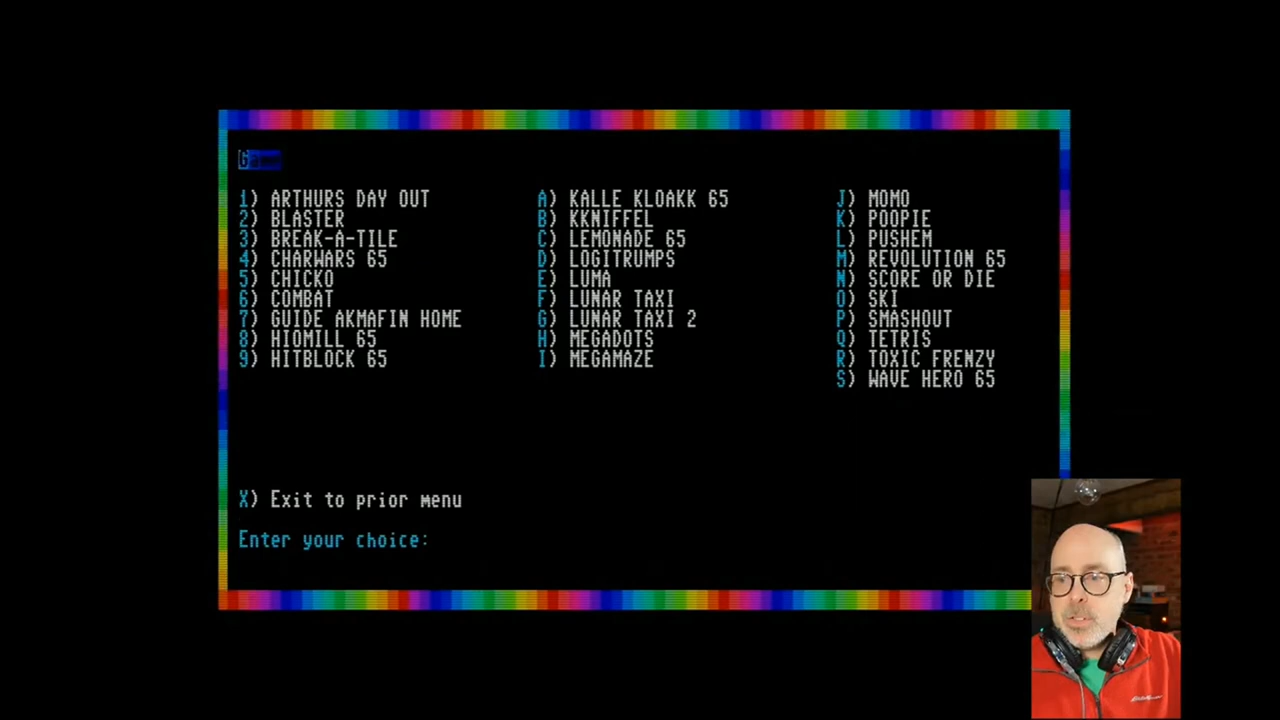 1) ARTHURS DAY OUT
2) BLASTER
3) BREAK-A-TILE
4) CHARWARS 65
5) CHICKO
6) COMBAT
7) GUIDE AKMAFIN HOME
8) HIOMILL 65
9) HITBLOCK 65
A) KALLE KLOAKK 65
B) KKNIFFEL
C) LEMONADE 65
D) LOGITRUMPS
E) LUMA
F) LUNAR TAXI
G) LUNAR TAXI 2
H) MEGADOTS
I) MEGAMAZE
J) MOMO
K) POOPIE
L) PUSHEM
M) REVOLUTION 65
N) SCORE OR DIE
O) SKI
P) SMASHOUT
Q) TETRIS
R) TOXIC FRENZY
S) WAVE HERO 65
X) Exit to prior menu
Enter your choice: